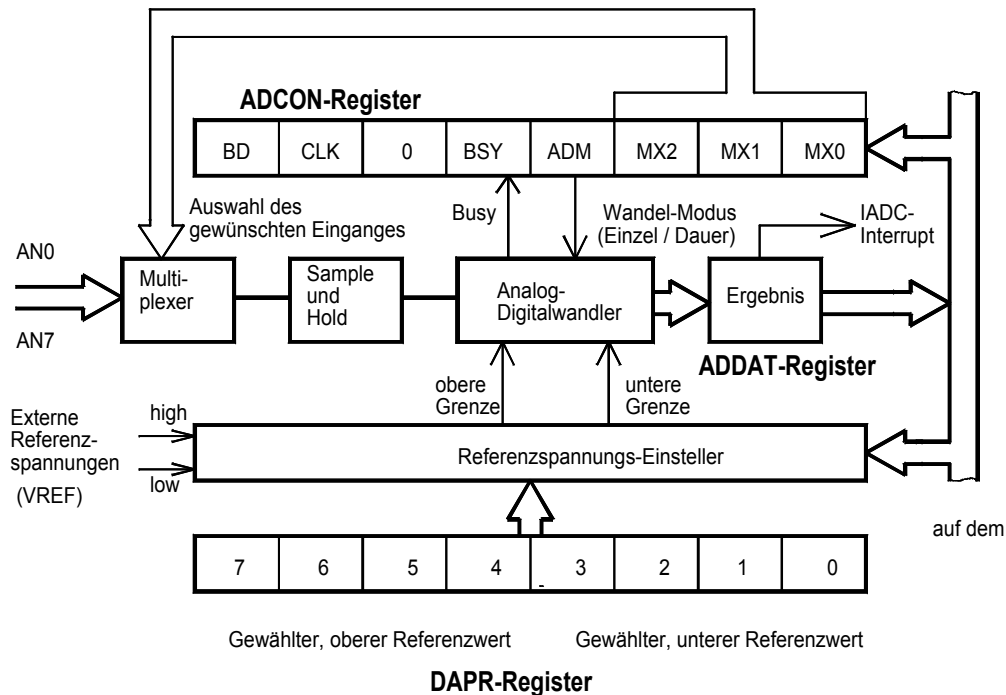 ADCON-Register
BD CLK 0 BSY ADM MX2 MX1 MX0
Auswahl des
gewünschten Einganges
Busy
Wandel-Modus
(Einzel / Dauer)
IADC-
Interrupt
AN0
AN7
Multi-
plexer
Sample
und
Hold
Analog-
Digitalwandler
Ergebnis
ADDAT-Register
obere
Grenze
untere
Grenze
Externe
Referenz-
spannungen
(VREF)
high
low
Referenzspannungs-Einsteller
auf dem
7 6 5 4 - 3 2 1 0
Gewählter, oberer Referenzwert
Gewählter, unterer Referenzwert
DAPR-Register